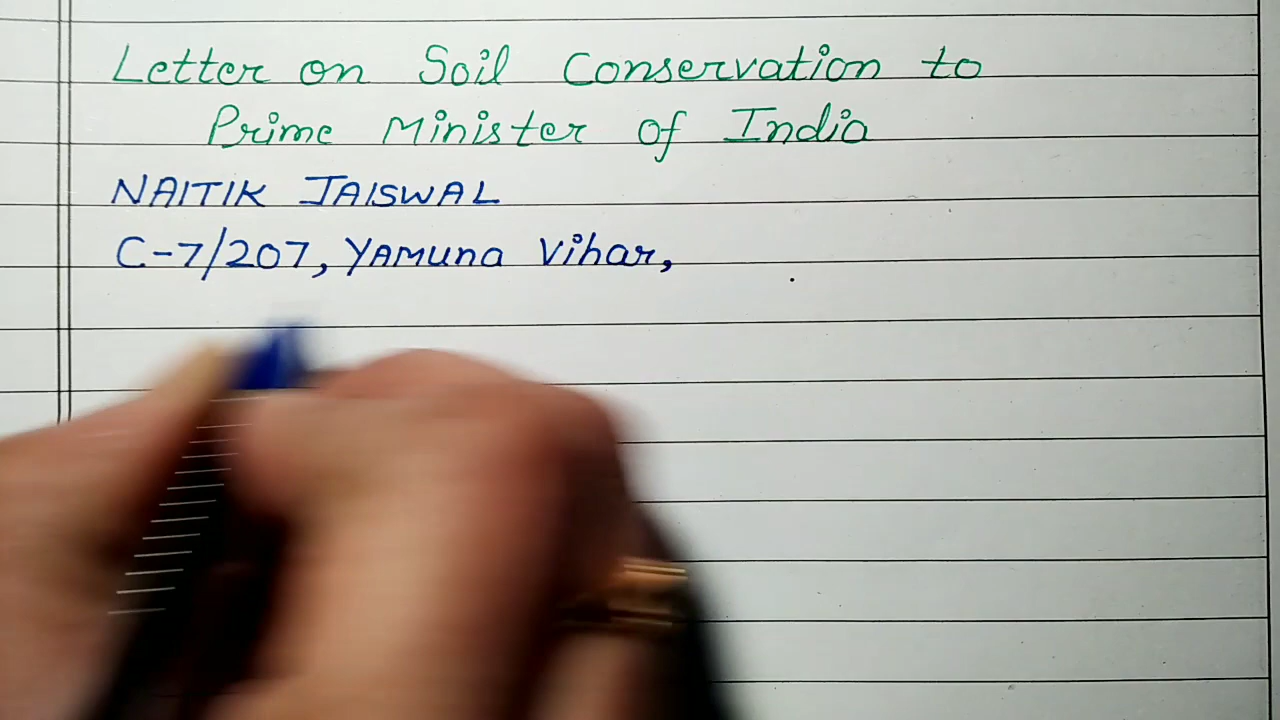 Letter on Soil Conservation to
Prime Minister of India
NAITIK JAISWAL
C-7/207, YAMUna Vihar,